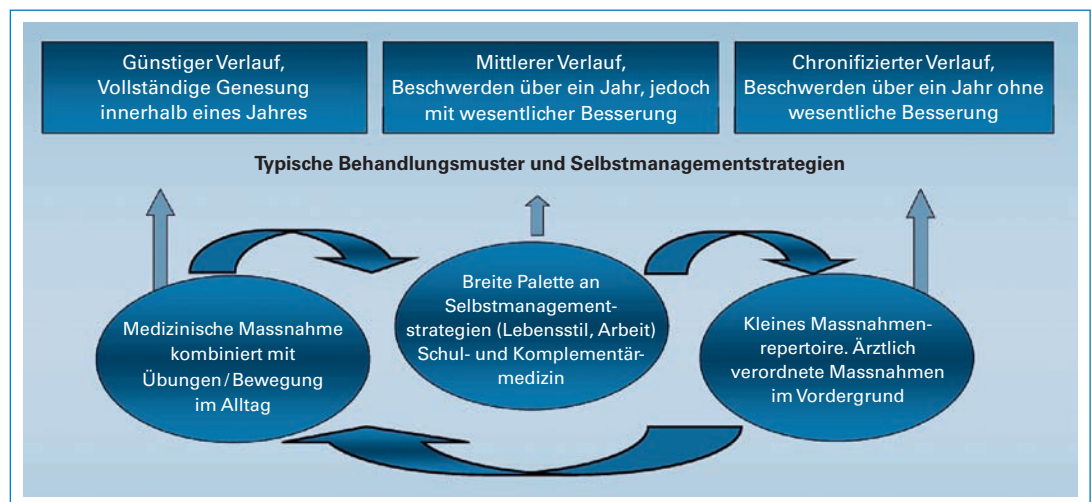 Günstiger Verlauf,
Vollständige Genesung
innerhalb eines Jahres
Mittlerer Verlauf,
Beschwerden über ein Jahr, jedoch
mit wesentlicher Besserung
Chronifizierter Verlauf,
Beschwerden über ein Jahr ohne
wesentliche Besserung
Typische Behandlungsmuster und Selbstmanagementstrategien
Medizinische Massnahme
kombiniert mit
Übungen/Bewegung
im Alltag
Breite Palette an
Selbstmanagement-
strategien (Lebensstil, Arbeit)
Schul- und Komplementär-
medizin
Kleines Massnahmen-
repertoire. Ärztlich
verordnete Massnahmen
im Vordergrund